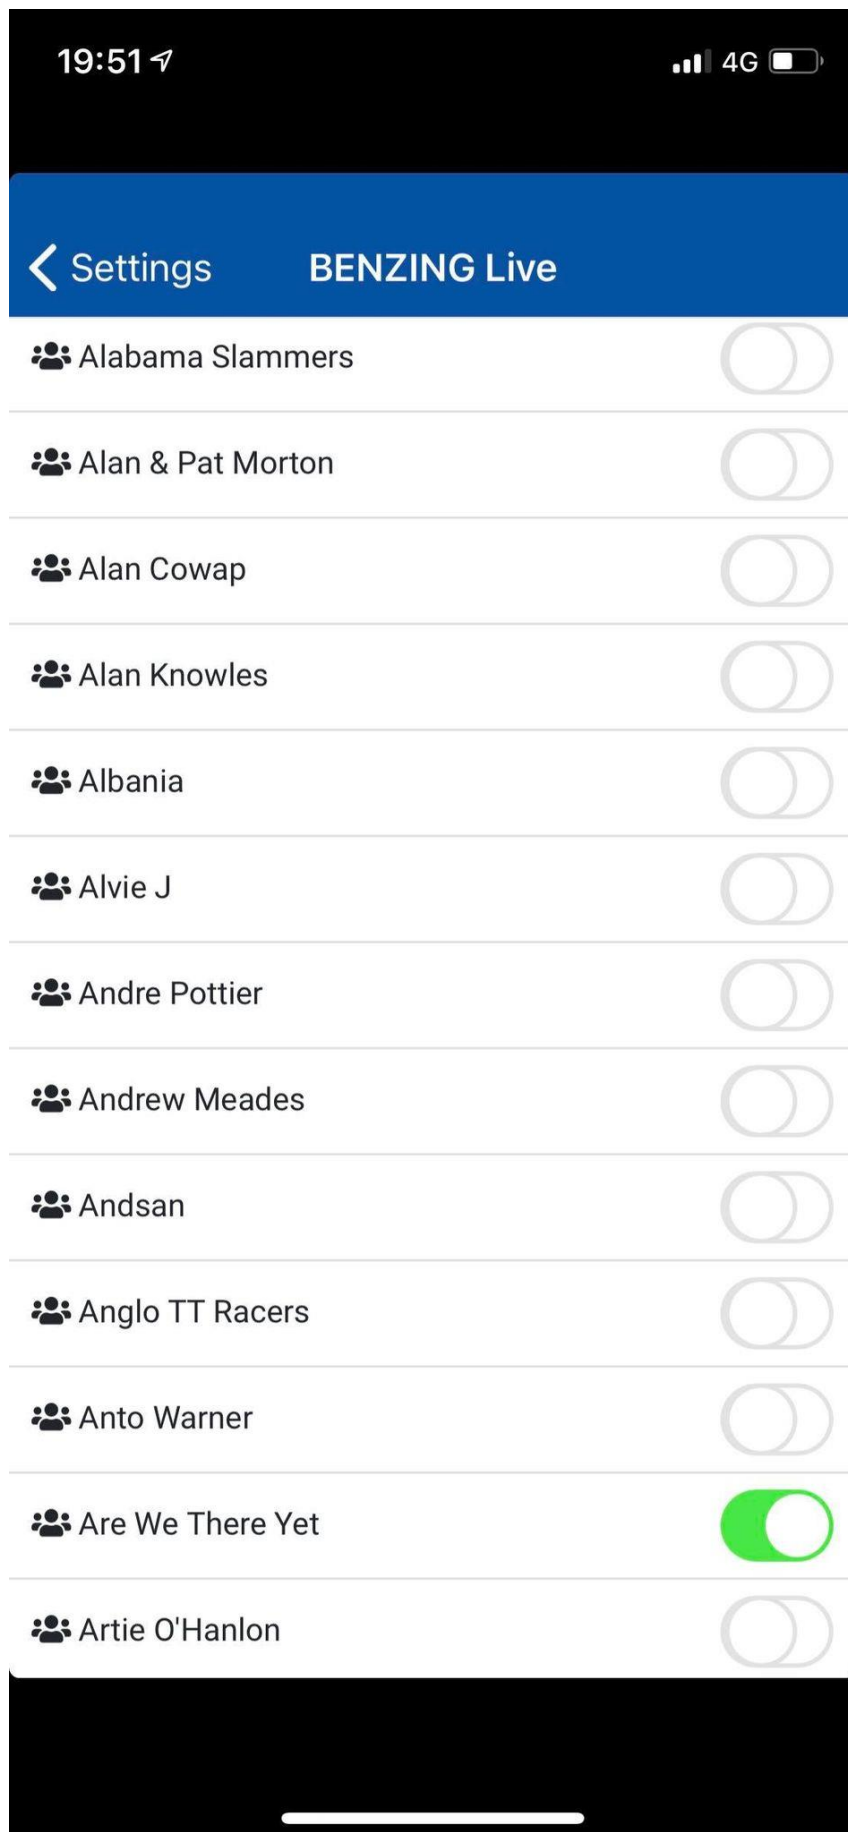 19:51 4G
Settings BENZING Live
Alabama Slammers
Alan & Pat Morton
Alan Cowap
Alan Knowles
Albania
Alvie J
Andre Pottier
Andrew Meades
Andsan
Anglo TT Racers
Anto Warner
Are We There Yet
Artie O'Hanlon